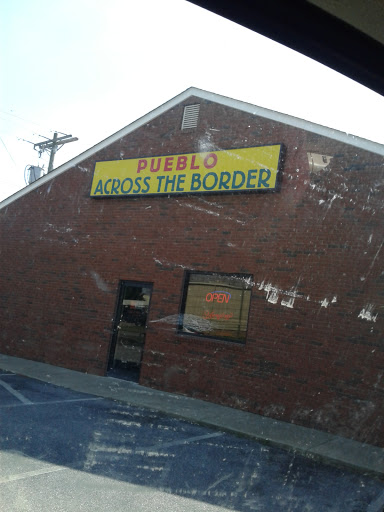 PUEBLO
ACROSS THE BORDER
OPEN